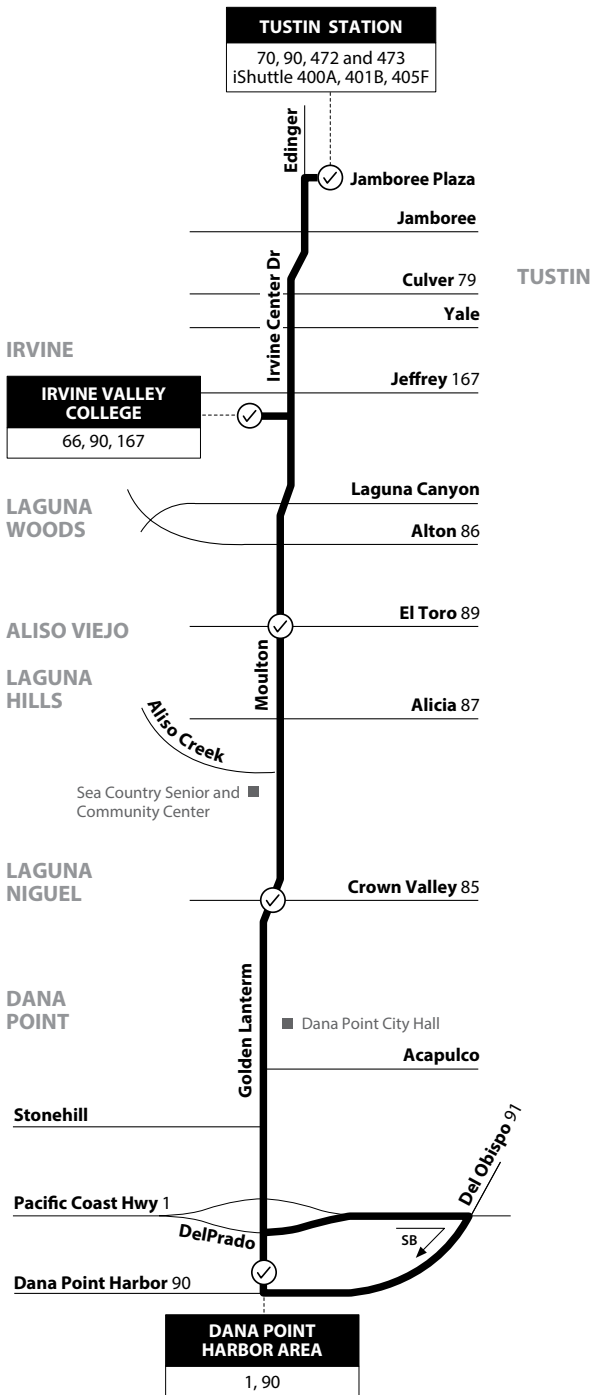 TUSTIN STATION
70, 90, 472 and 473
iShuttle 400A, 401B, 405F
Edinger
Jamboree Plaza
Jamboree
Irvine Center Dr
Culver 79
TUSTIN
Yale
IRVINE
Jeffrey 167
IRVINE VALLEY
COLLEGE
66, 90, 167
Laguna Canyon
LAGUNA
WOODS
Alton 86
El Toro 89
ALISO VIEJO
Moulton
LAGUNA
HILLS
Alicia 87
Aliso Creek
Sea Country Senior and
Community Center
LAGUNA
NIGUEL
Crown Valley 85
DANA
POINT
Golden Lanterm
Dana Point City Hall
Acapulco
Stonehill
Del Obispo 91
Pacific Coast Hwy 1
DelPrado
SB
Dana Point Harbor 90
DANA POINT
HARBOR AREA
1, 90